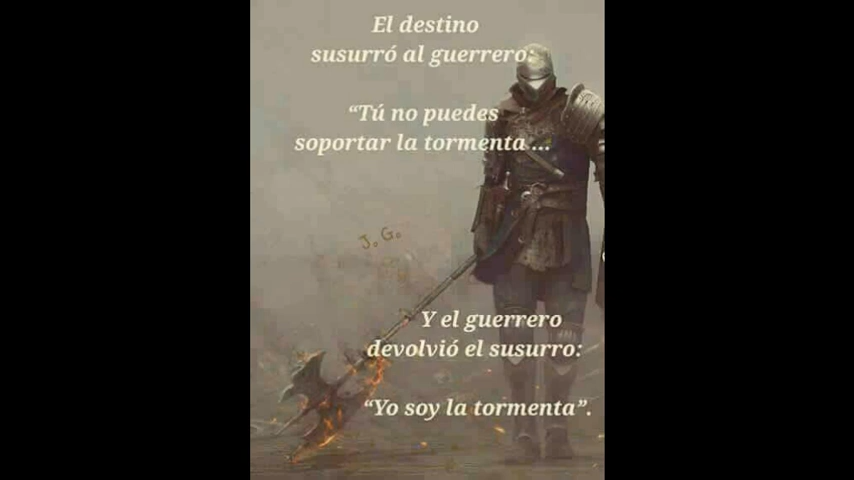 El destino
susurró al guerrero:
“Tú no puedes
soportar la tormenta ...
J. G.
Y el guerrero
devolvió el susurro:
“Yo soy la tormenta”.